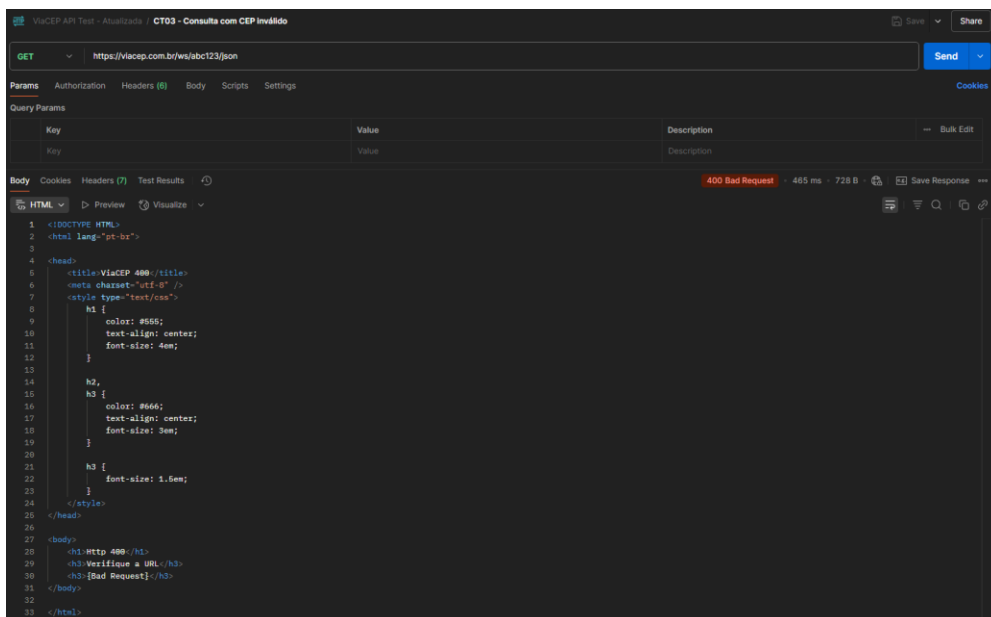 ViaCEP API Test - Atualizada / CT03 - Consulta com CEP inválido Save Share
GET https://viacep.com.br/ws/abc123/json Send
Params Authorization Headers (6) Body Scripts Settings Cookies
Query Params
Key Value Description ... Bulk Edit
Key Value Description
Body Cookies Headers (7) Test Results 400 Bad Request 465 ms 728 B Save Response
HTML Preview Visualize
1 <!DOCTYPE HTML>
2 <html lang="pt-br">
3
4 <head>
5 <title>ViaCEP 400</title>
6 <meta charset="utf-8" />
7 <style type="text/css">
8 h1 {
9 color: #555;
10 text-align: center;
11 font-size: 4em;
12 }
13
14 h2,
15 h3 {
16 color: #666;
17 text-align: center;
18 font-size: 3em;
19 }
20
21 h3 {
22 font-size: 1.5em;
23 }
24 </style>
25 </head>
26
27 <body>
28 <h1>Http 400</h1>
29 <h3>Verifique a URL</h3>
30 <h3>{Bad Request}</h3>
31 </body>
32
33 </html>